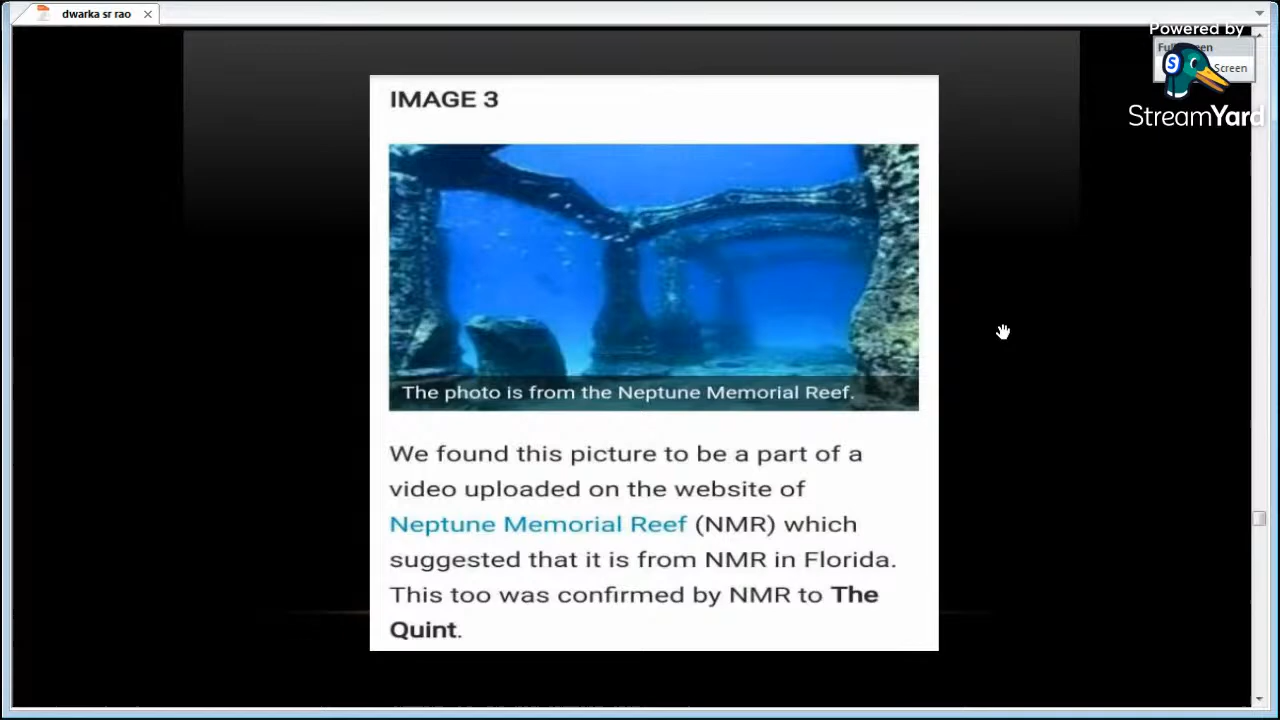 dwarka sr rao
Powered by
Screen
StreamYard
IMAGE 3
The photo is from the Neptune Memorial Reef.
We found this picture to be a part of a
video uploaded on the website of
Neptune Memorial Reef (NMR) which
suggested that it is from NMR in Florida.
This too was confirmed by NMR to The
Quint.